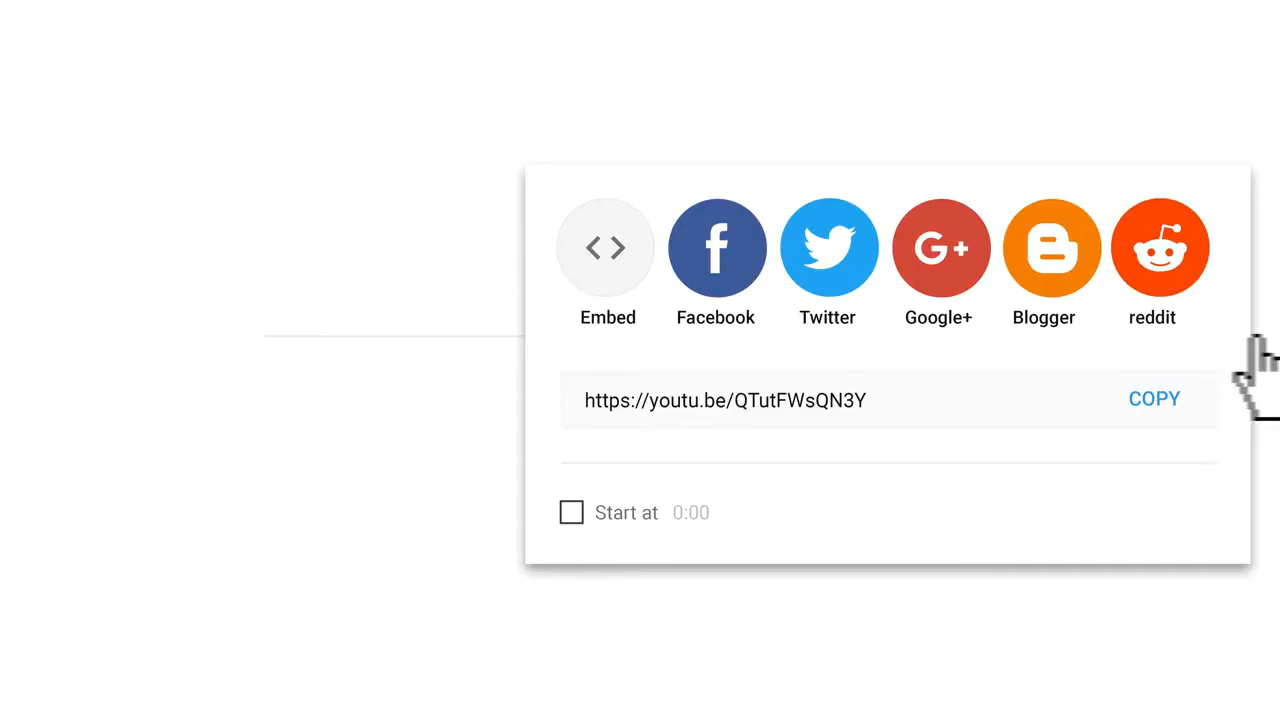 Embed Facebook Twitter Google+ Blogger reddit
https://youtu.be/QTutFWsQN3Y COPY
Start at 0:00